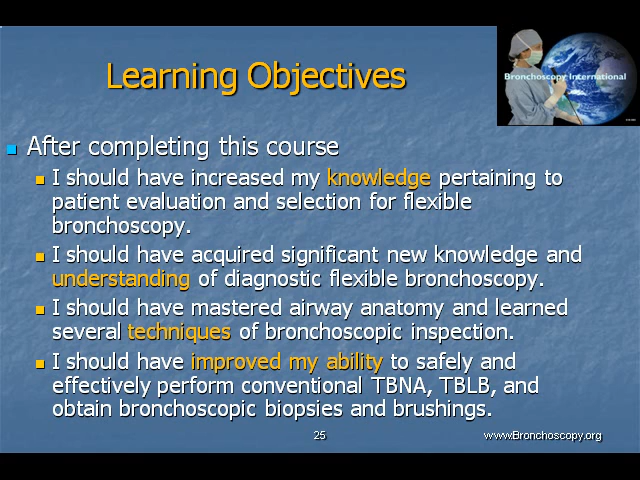 Learning Objectives
Bronchoscopy International
After completing this course
I should have increased my knowledge pertaining to
patient evaluation and selection for flexible
bronchoscopy.
I should have acquired significant new knowledge and
understanding of diagnostic flexible bronchoscopy.
I should have mastered airway anatomy and learned
several techniques of bronchoscopic inspection.
I should have improved my ability to safely and
effectively perform conventional TBNA, TBLB, and
obtain bronchoscopic biopsies and brushings.
25
www.Bronchoscopy.org